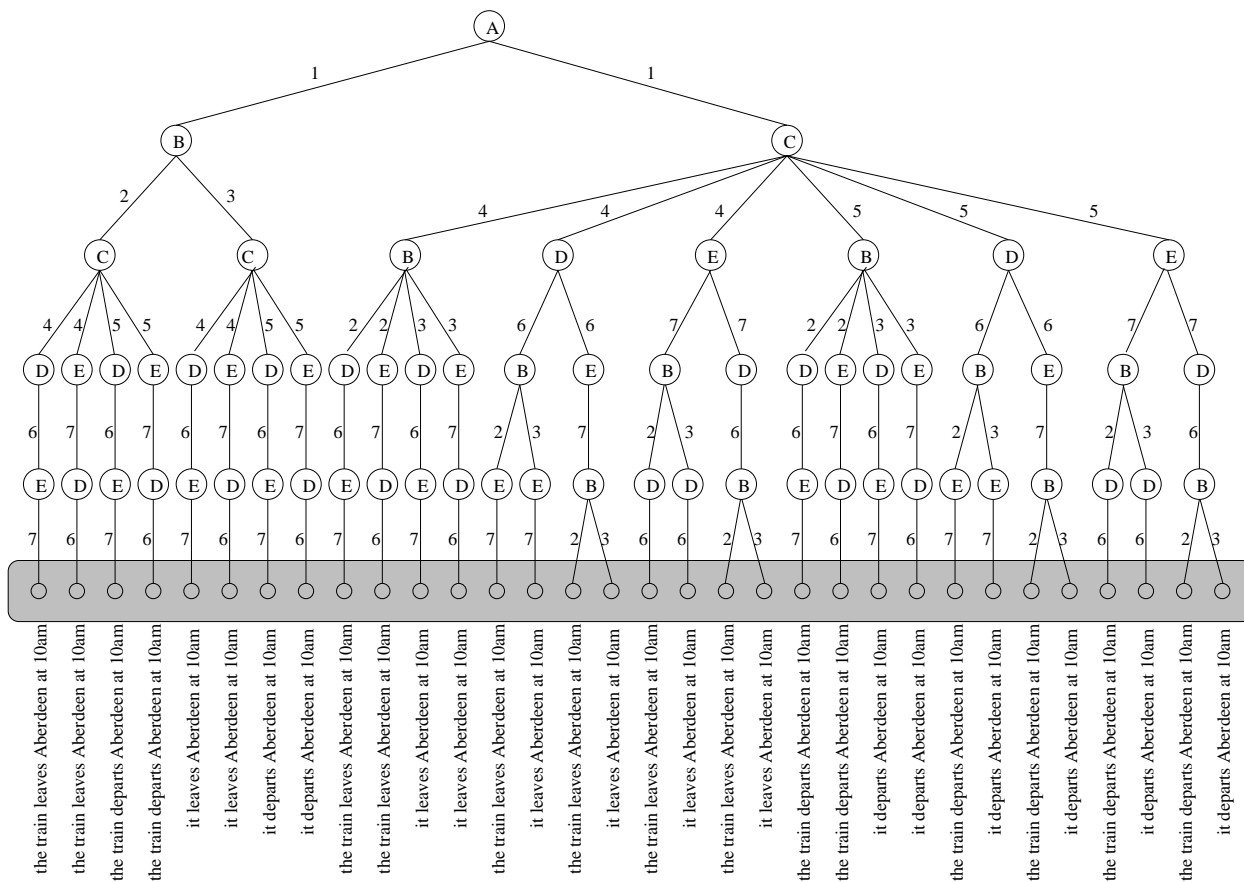 A
1 1
B C
2 3 4 4 4 5 5 5
C C B D E B D E
4 4 5 5 4 4 5 5 2 2 3 3 6 6 7 7 2 2 3 3 6 6 7 7
D E D E D E D E D E D E B E B D D E D E B E B D
6 7 6 7 6 7 6 7 6 7 6 7 2 3 7 2 3 6 6 7 6 7 2 3 7 2 3 6
E D E D E D E D E D E D E E B D D B E D E D E E B D D B
7 6 7 6 7 6 7 6 7 6 7 6 7 7 2 3 6 6 2 3 7 6 7 6 7 7 2 3 6 6 2 3
the train leaves Aberdeen at 10am
the train leaves Aberdeen at 10am
the train departs Aberdeen at 10am
the train departs Aberdeen at 10am
it leaves Aberdeen at 10am
it leaves Aberdeen at 10am
it departs Aberdeen at 10am
it departs Aberdeen at 10am
the train leaves Aberdeen at 10am
the train leaves Aberdeen at 10am
it leaves Aberdeen at 10am
it leaves Aberdeen at 10am
the train leaves Aberdeen at 10am
it leaves Aberdeen at 10am
the train leaves Aberdeen at 10am
it leaves Aberdeen at 10am
the train leaves Aberdeen at 10am
it leaves Aberdeen at 10am
the train leaves Aberdeen at 10am
it leaves Aberdeen at 10am
the train departs Aberdeen at 10am
the train departs Aberdeen at 10am
it departs Aberdeen at 10am
it departs Aberdeen at 10am
the train departs Aberdeen at 10am
it departs Aberdeen at 10am
the train departs Aberdeen at 10am
it departs Aberdeen at 10am
the train departs Aberdeen at 10am
it departs Aberdeen at 10am
the train departs Aberdeen at 10am
it departs Aberdeen at 10am